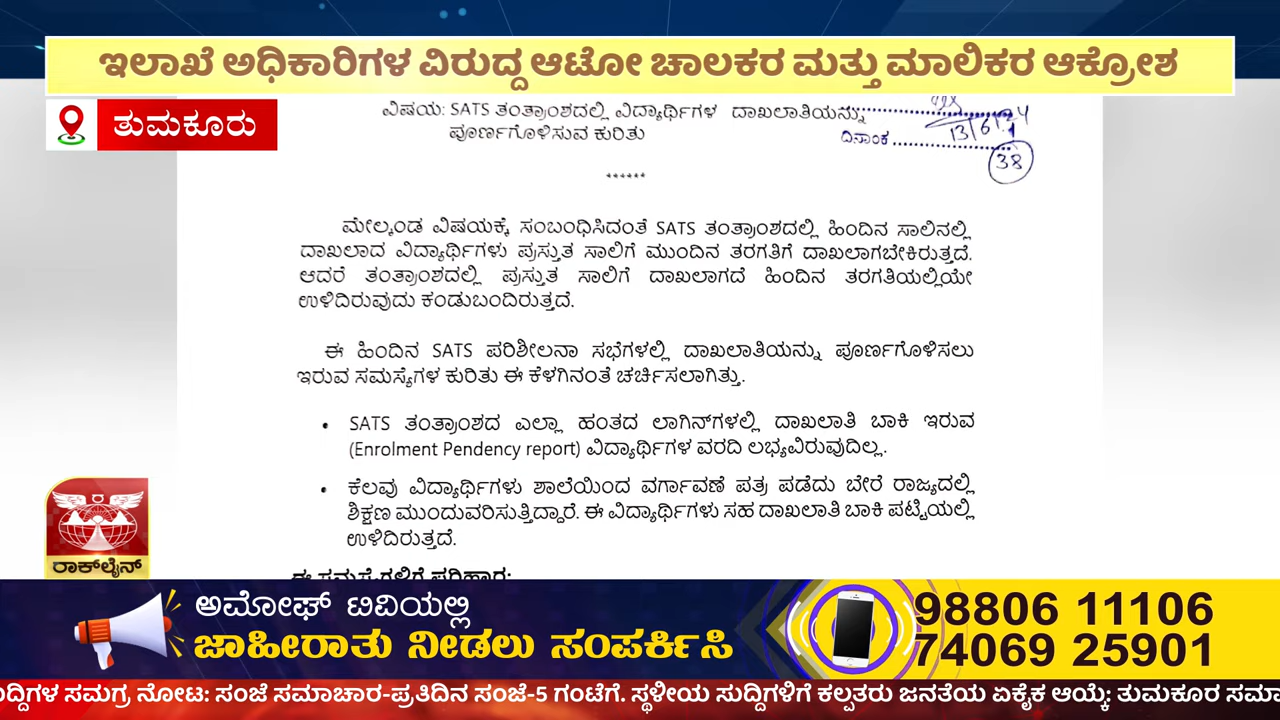 ಇಲಾಖೆ ಅಧಿಕಾರಿಗಳ ವಿರುದ್ದ ಆಟೋ ಚಾಲಕರ ಮತ್ತು ಮಾಲಿಕರ ಆಕ್ರೋಶ
ತುಮಕೂರು
ವಿಷಯ: SATS ತಂತ್ರಾಂಶದಲ್ಲಿ ವಿದ್ಯಾರ್ಥಿಗಳ ದಾಖಲಾತಿಯನ್ನು
ಪೂರ್ಣಗೊಳಿಸುವ ಕುರಿತು
13/6/24
ದಿನಾಂಕ
38
******
ಮೇಲ್ಕಂಡ ವಿಷಯಕ್ಕೆ ಸಂಬಂಧಿಸಿದಂತೆ SATS ತಂತ್ರಾಂಶದಲ್ಲಿ ಹಿಂದಿನ ಸಾಲಿನಲ್ಲಿ
ದಾಖಲಾದ ವಿದ್ಯಾರ್ಥಿಗಳು ಪ್ರಸ್ತುತ ಸಾಲಿಗೆ ಮುಂದಿನ ತರಗತಿಗೆ ದಾಖಲಾಗಬೇಕಿರುತ್ತದೆ.
ಆದರೆ ತಂತ್ರಾಂಶದಲ್ಲಿ ಪ್ರಸ್ತುತ ಸಾಲಿಗೆ ದಾಖಲಾಗದೆ ಹಿಂದಿನ ತರಗತಿಯಲ್ಲಿಯೇ
ಉಳಿದಿರುವುದು ಕಂಡುಬಂದಿರುತ್ತದೆ.
ಈ ಹಿಂದಿನ SATS ಪರಿಶೀಲನಾ ಸಭೆಗಳಲ್ಲಿ ದಾಖಲಾತಿಯನ್ನು ಪೂರ್ಣಗೊಳಿಸಲು
ಇರುವ ಸಮಸ್ಯೆಗಳ ಕುರಿತು ಈ ಕೆಳಗಿನಂತೆ ಚರ್ಚಿಸಲಾಗಿತ್ತು.
• SATS ತಂತ್ರಾಂಶದ ಎಲ್ಲಾ ಹಂತದ ಲಾಗಿನ್‌ಗಳಲ್ಲಿ ದಾಖಲಾತಿ ಬಾಕಿ ಇರುವ
(Enrolment Pendency report) ವಿದ್ಯಾರ್ಥಿಗಳ ವರದಿ ಲಭ್ಯವಿರುವುದಿಲ್ಲ.
• ಕೆಲವು ವಿದ್ಯಾರ್ಥಿಗಳು ಶಾಲೆಯಿಂದ ವರ್ಗಾವಣೆ ಪತ್ರ ಪಡೆದು ಬೇರೆ ರಾಜ್ಯದಲ್ಲಿ
ಶಿಕ್ಷಣ ಮುಂದುವರಿಸುತ್ತಿದ್ದಾರೆ. ಈ ವಿದ್ಯಾರ್ಥಿಗಳು ಸಹ ದಾಖಲಾತಿ ಬಾಕಿ ಪಟ್ಟಿಯಲ್ಲಿ
ಉಳಿದಿರುತ್ತದೆ.
ಈ ಸಮಸ್ಯೆಗಳಿಗೆ ಪರಿಹಾರ:
ರಾಕ್‌ಲೈನ್
ಅಮೋಘ್ ಟಿವಿಯಲ್ಲಿ
ಜಾಹೀರಾತು ನೀಡಲು ಸಂಪರ್ಕಿಸಿ
98806 11106
74069 25901
ಸುದ್ದಿಗಳ ಸಮಗ್ರ ನೋಟ: ಸಂಜೆ ಸಮಾಚಾರ-ಪ್ರತಿದಿನ ಸಂಜೆ-5 ಗಂಟೆಗೆ. ಸ್ಥಳೀಯ ಸುದ್ದಿಗಳಿಗೆ ಕಲ್ಪತರು ಜನತೆಯ ಏಕೈಕ ಆಯ್ಕೆ: ತುಮಕೂರ ಸಮಾ